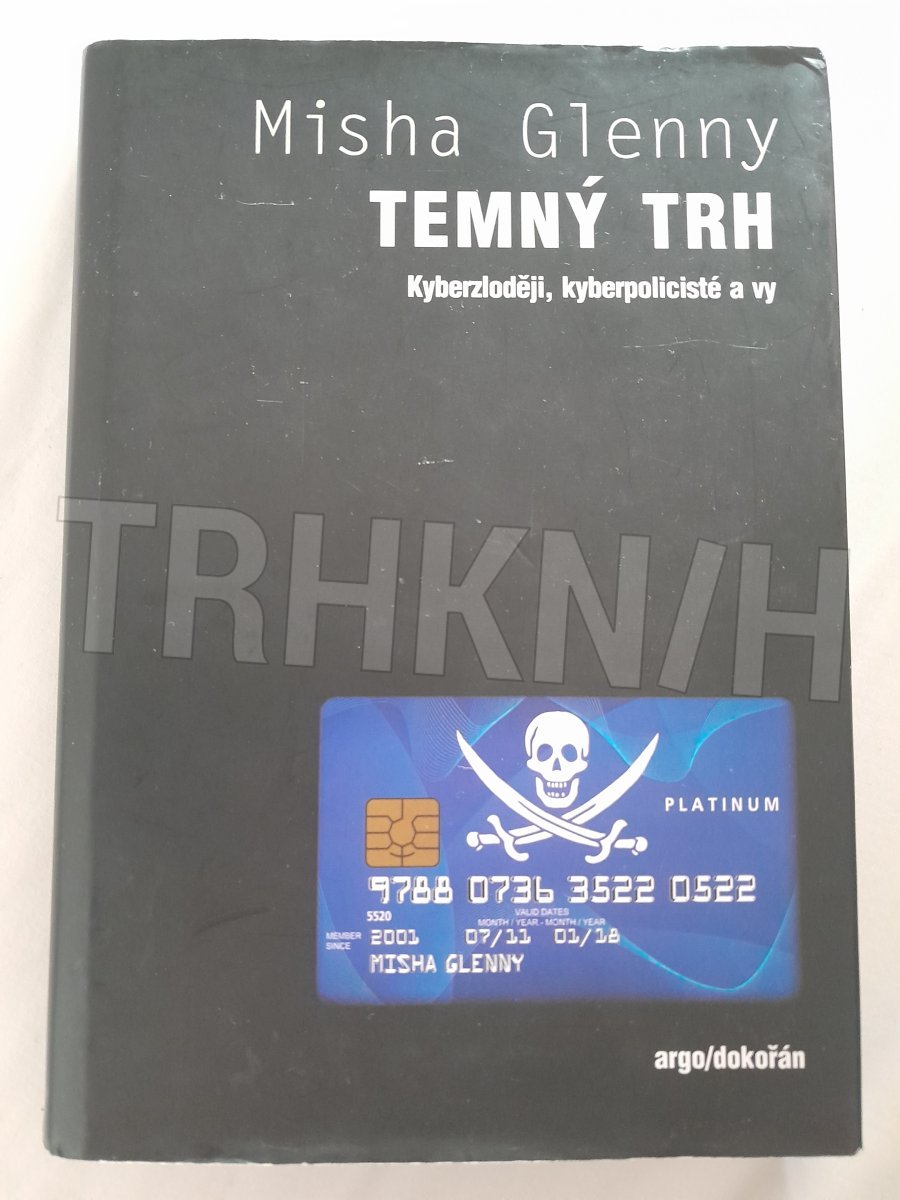 Misha Glenny
TEMNÝ TRH
Kyberzloději, kyberpolicisté a vy
TRHKN/H
PLATINUM
9788 0736 3522 0522
5520
VALID DATES
MONTH / YEAR - MONTH / YEAR
MEMBER SINCE
2001 07/11 01/18
MISHA GLENNY
argo/dokořán